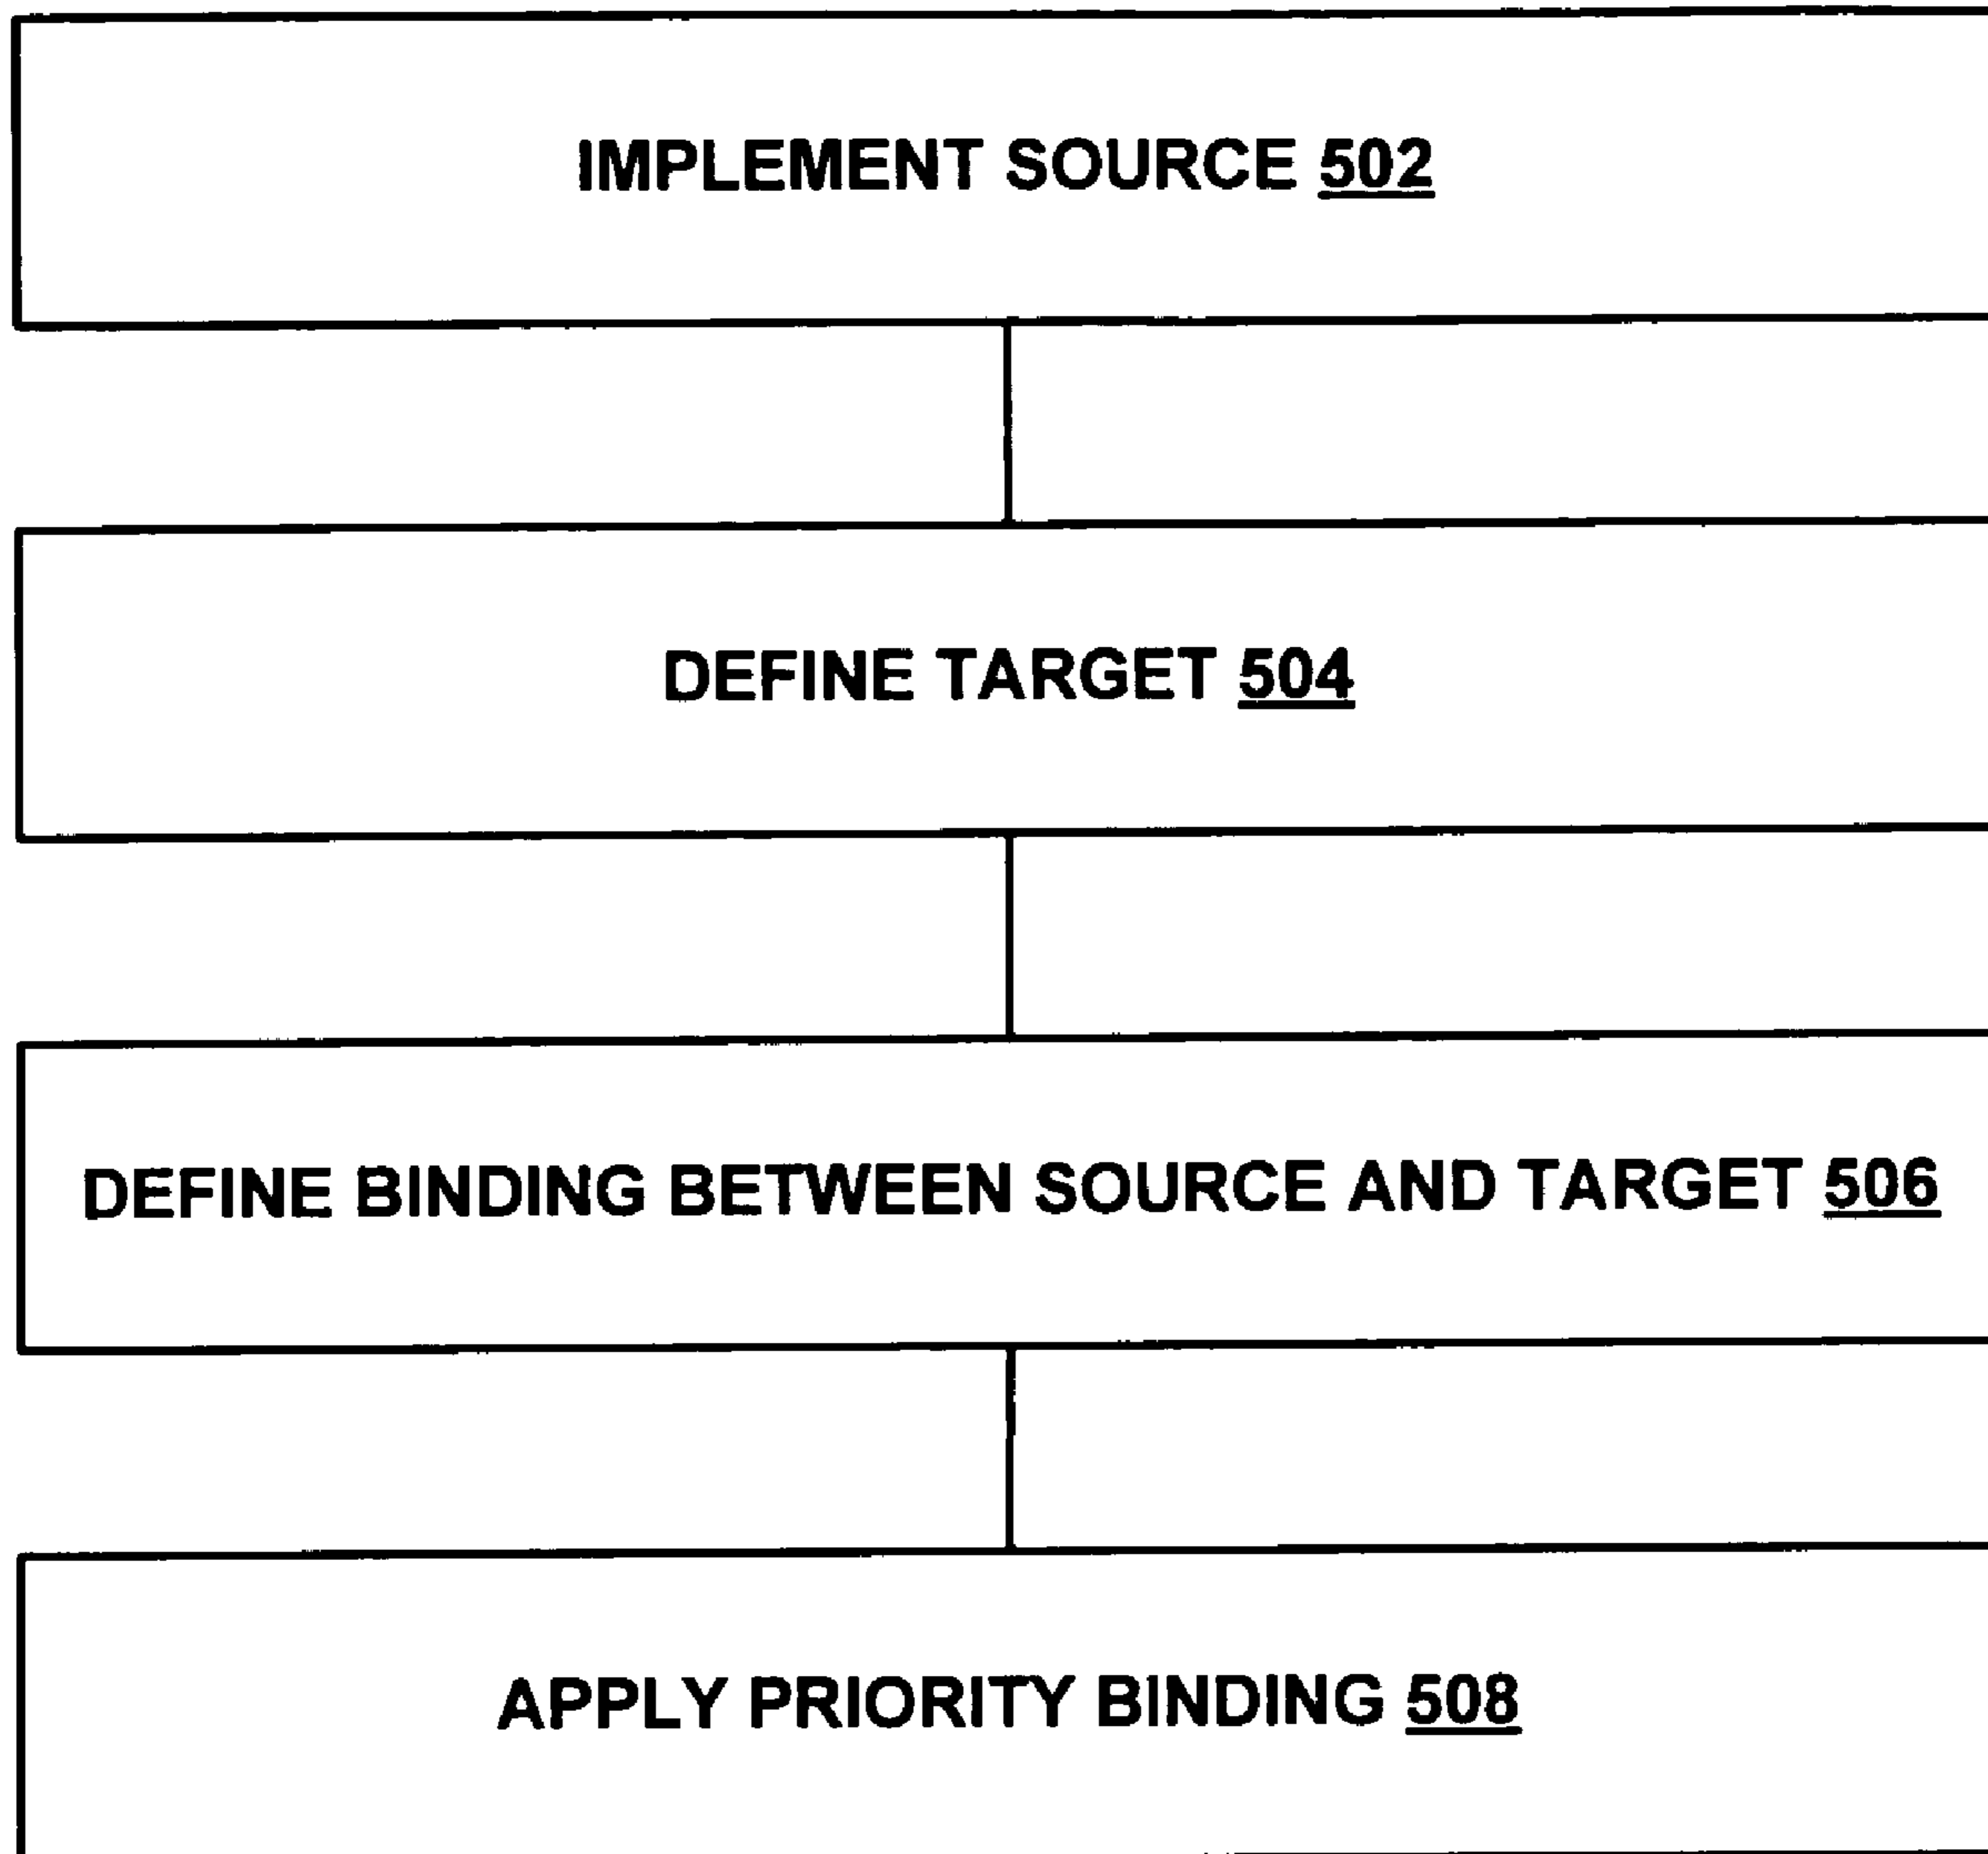 IMPLEMENT SOURCE 502
DEFINE TARGET 504
DEFINE BINDING BETWEEN SOURCE AND TARGET 506
APPLY PRIORITY BINDING 508